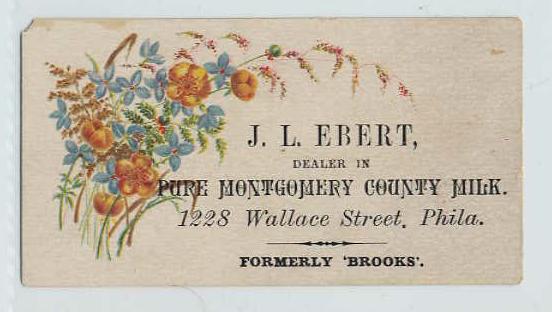 J. L. EBERT,
DEALER IN
PURE MONTGOMERY COUNTY MILK.
1228 Wallace Street, Phila.
FORMERLY 'BROOKS'.